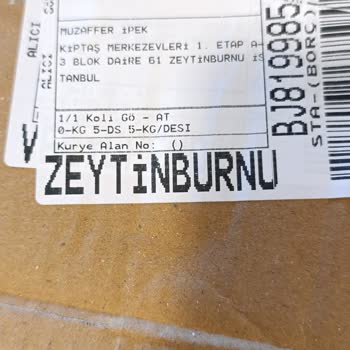 MUZAFFER İPEK
KİPTAŞ MERKEZEVLERİ 1. ETAP A-
3 BLOK DAİRE 61 ZEYTİNBURNU İS
TANBUL
1/1 Koli Gö - AT
0-KG 5-DS 5-KG/DESI
Kurye Alan No: ()
ZEYTİNBURNU
ALICI
ALICI
V
BJ819985
STA-(BORÇ)